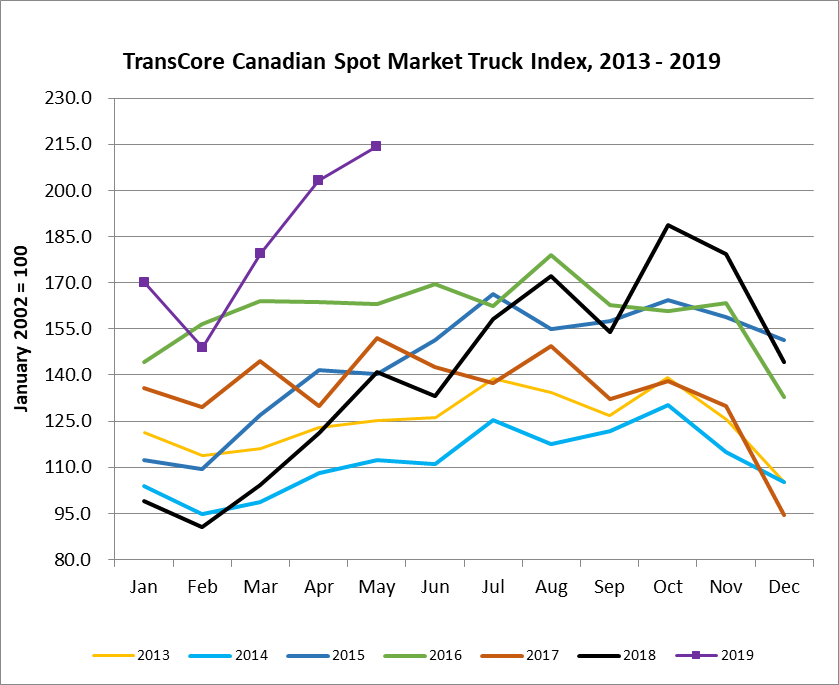 TransCore Canadian Spot Market Truck Index, 2013 - 2019
January 2002 = 100
230.0
215.0
200.0
185.0
170.0
155.0
140.0
125.0
110.0
95.0
80.0
Jan Feb Mar Apr May Jun Jul Aug Sep Oct Nov Dec
2013 2014 2015 2016 2017 2018 2019